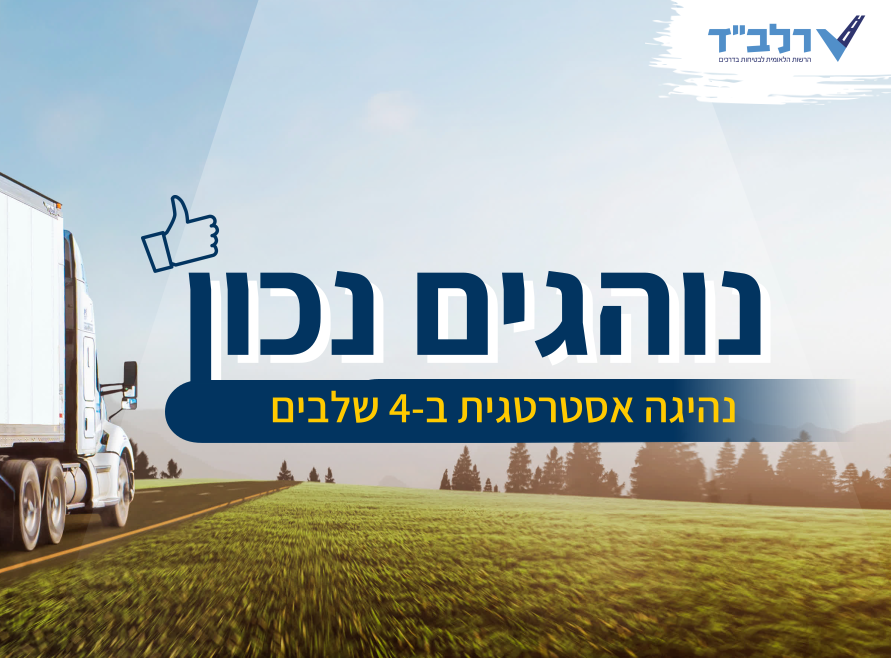 רלב"ד
הרשות הלאומית לבטיחות בדרכים
נוהגים נכון
נהיגה אסטרטגית ב-4 שלבים